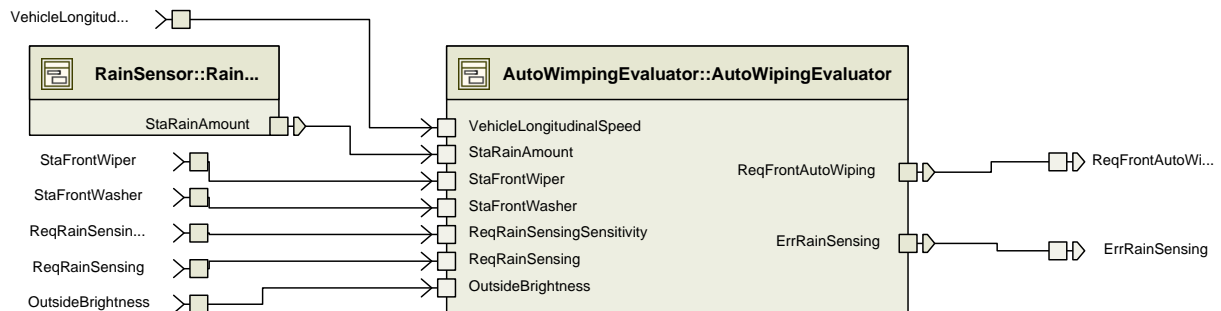 VehicleLongitud...
RainSensor::Rain...
AutoWimpingEvaluator::AutoWipingEvaluator
StaRainAmount
VehicleLongitudinalSpeed
StaRainAmount
StaFrontWiper
StaFrontWiper
ReqFrontAutoWiping
ReqFrontAutoWi...
StaFrontWasher
StaFrontWasher
ReqRainSensin...
ReqRainSensingSensitivity
ErrRainSensing
ErrRainSensing
ReqRainSensing
ReqRainSensing
OutsideBrightness
OutsideBrightness